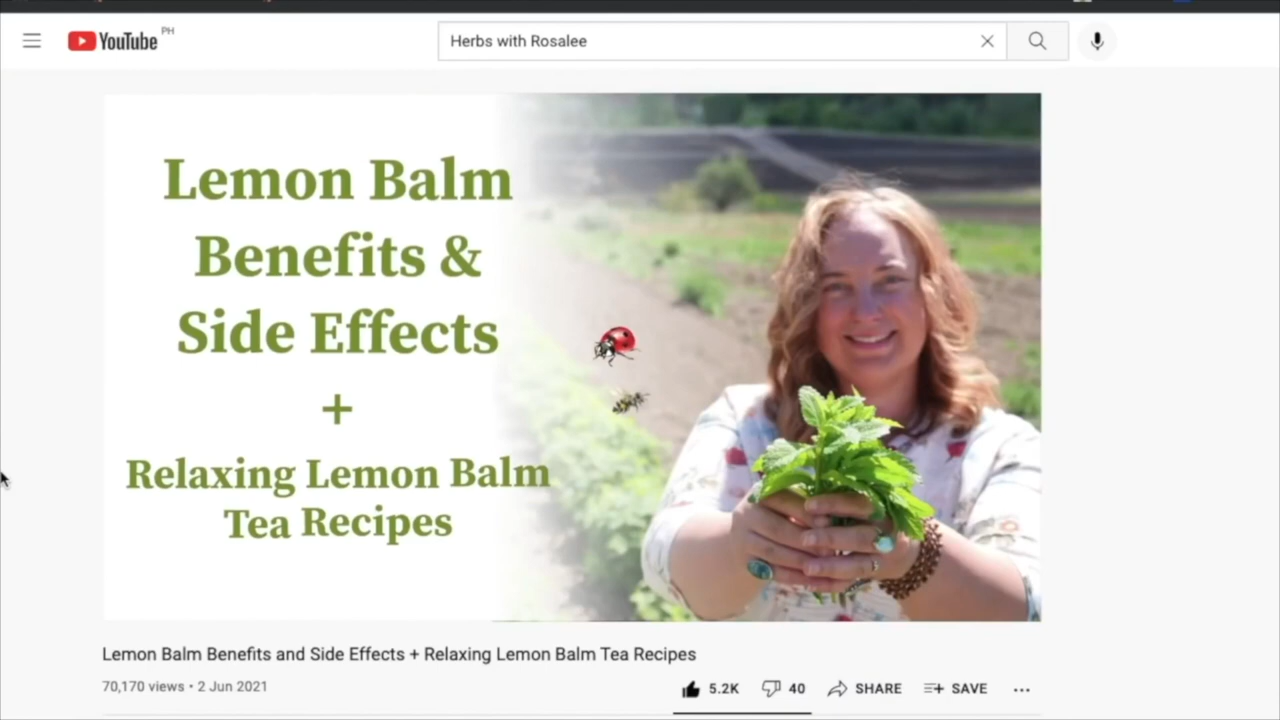 YouTube PH
Herbs with Rosalee
Lemon Balm
Benefits &
Side Effects
+
Relaxing Lemon Balm
Tea Recipes
Lemon Balm Benefits and Side Effects + Relaxing Lemon Balm Tea Recipes
70,170 views • 2 Jun 2021
5.2K 40 SHARE SAVE